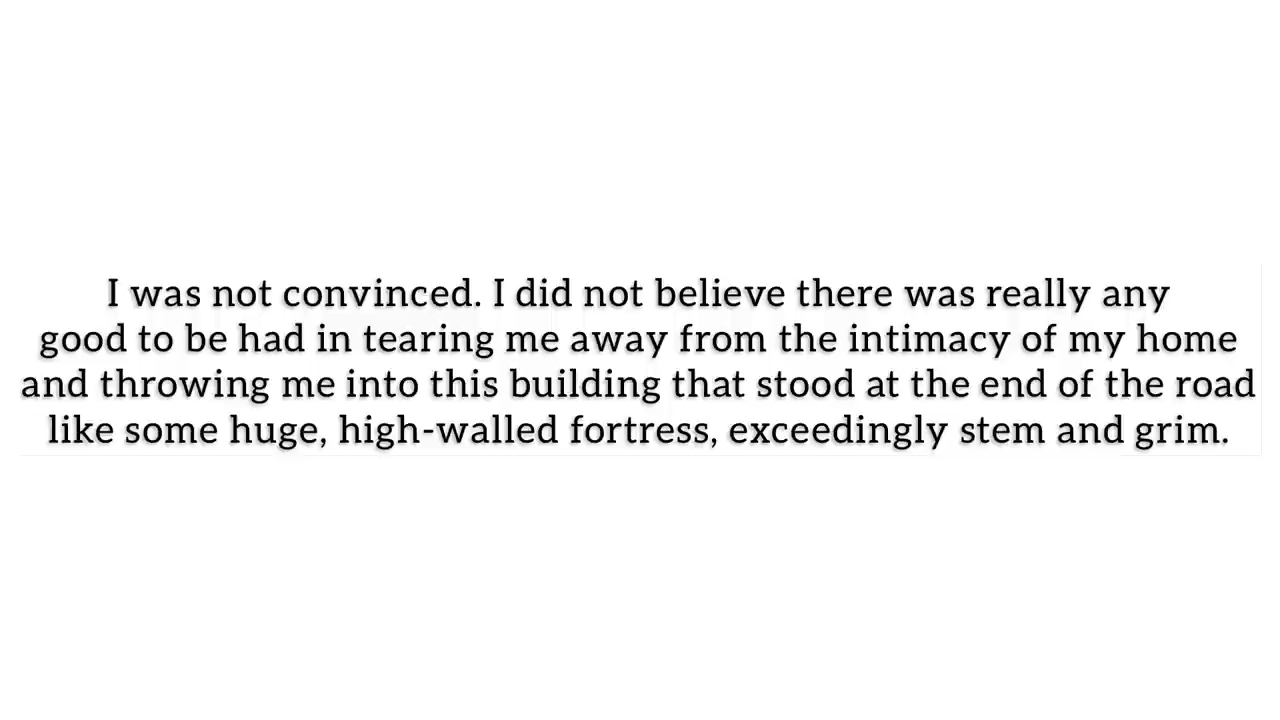 I was not convinced. I did not believe there was really any
good to be had in tearing me away from the intimacy of my home
and throwing me into this building that stood at the end of the road
like some huge, high-walled fortress, exceedingly stem and grim.